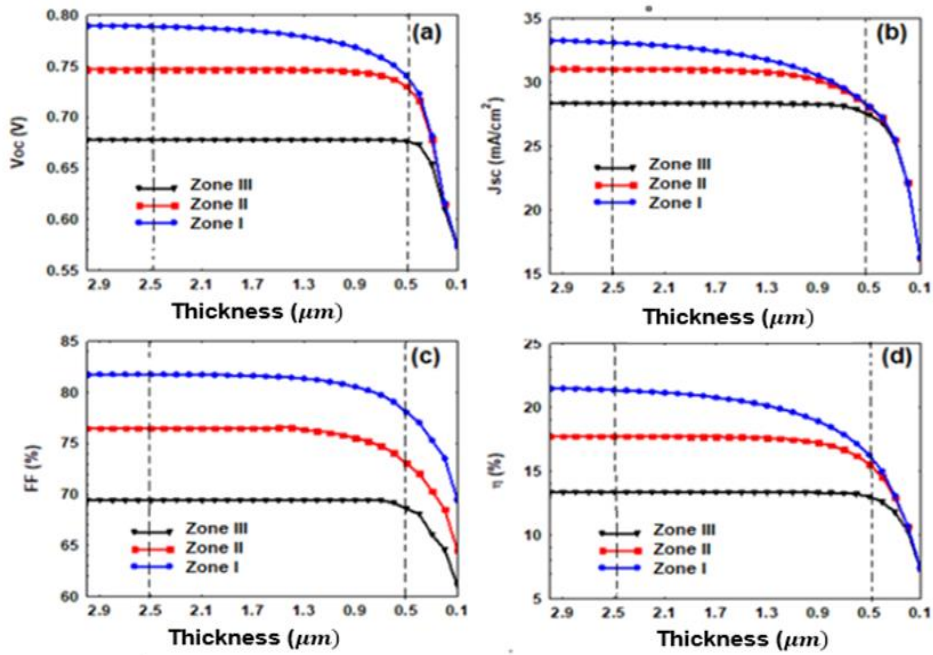 (a)
0.80
0.75
0.70
0.65
0.60
0.55
Voc (V)
Zone III
Zone II
Zone I
2.9 2.5 2.1 1.7 1.3 0.9 0.5 0.1
Thickness (μm)
(b)
35
30
25
20
15
Jsc (mA/cm²)
Zone III
Zone II
Zone I
2.9 2.5 2.1 1.7 1.3 0.9 0.5 0.1
Thickness (μm)
(c)
85
80
75
70
65
60
FF (%)
Zone III
Zone II
Zone I
2.9 2.5 2.1 1.7 1.3 0.9 0.5 0.1
Thickness (μm)
(d)
25
20
15
10
5
η (%)
Zone III
Zone II
Zone I
2.9 2.5 2.1 1.7 1.3 0.9 0.5 0.1
Thickness (μm)